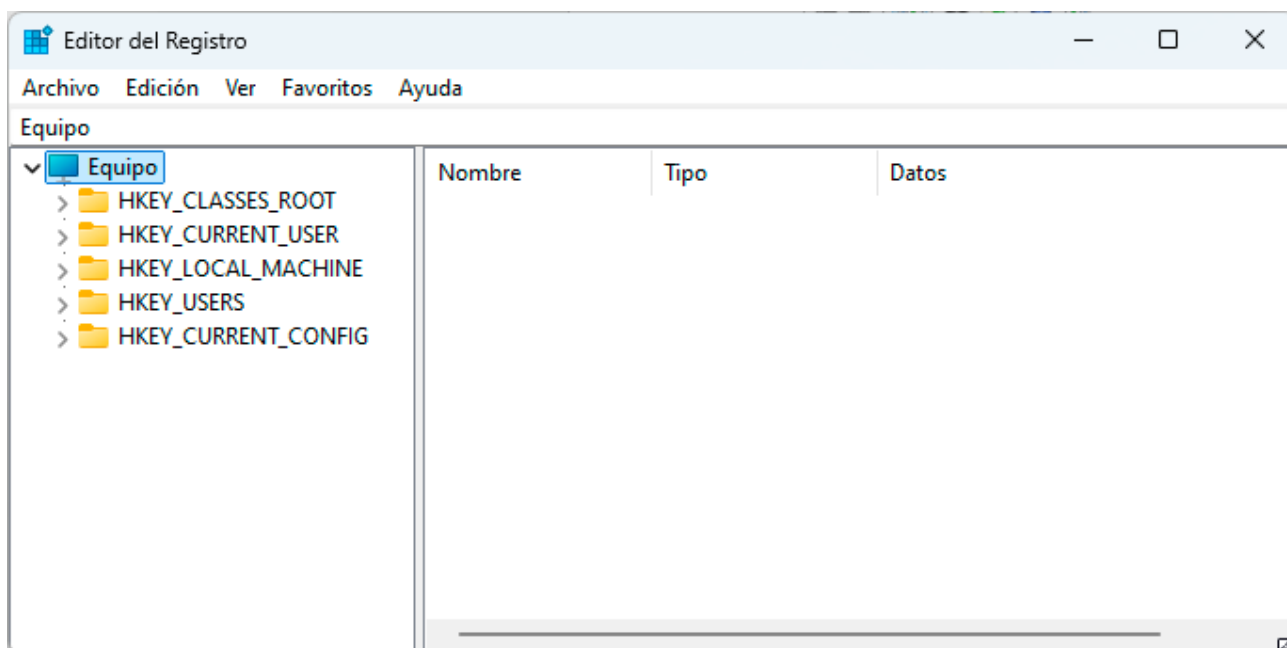 Editor del Registro
Archivo Edición Ver Favoritos Ayuda
Equipo
Equipo
HKEY_CLASSES_ROOT
HKEY_CURRENT_USER
HKEY_LOCAL_MACHINE
HKEY_USERS
HKEY_CURRENT_CONFIG
Nombre Tipo Datos